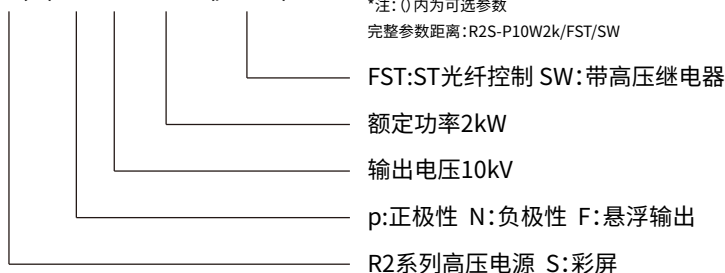 *注：()内为可选参数
完整参数距离：R2S-P10W2k/FST/SW
FST:ST光纤控制 SW：带高压继电器
额定功率2kW
输出电压10kV
p:正极性 N：负极性 F：悬浮输出
R2系列高压电源 S：彩屏